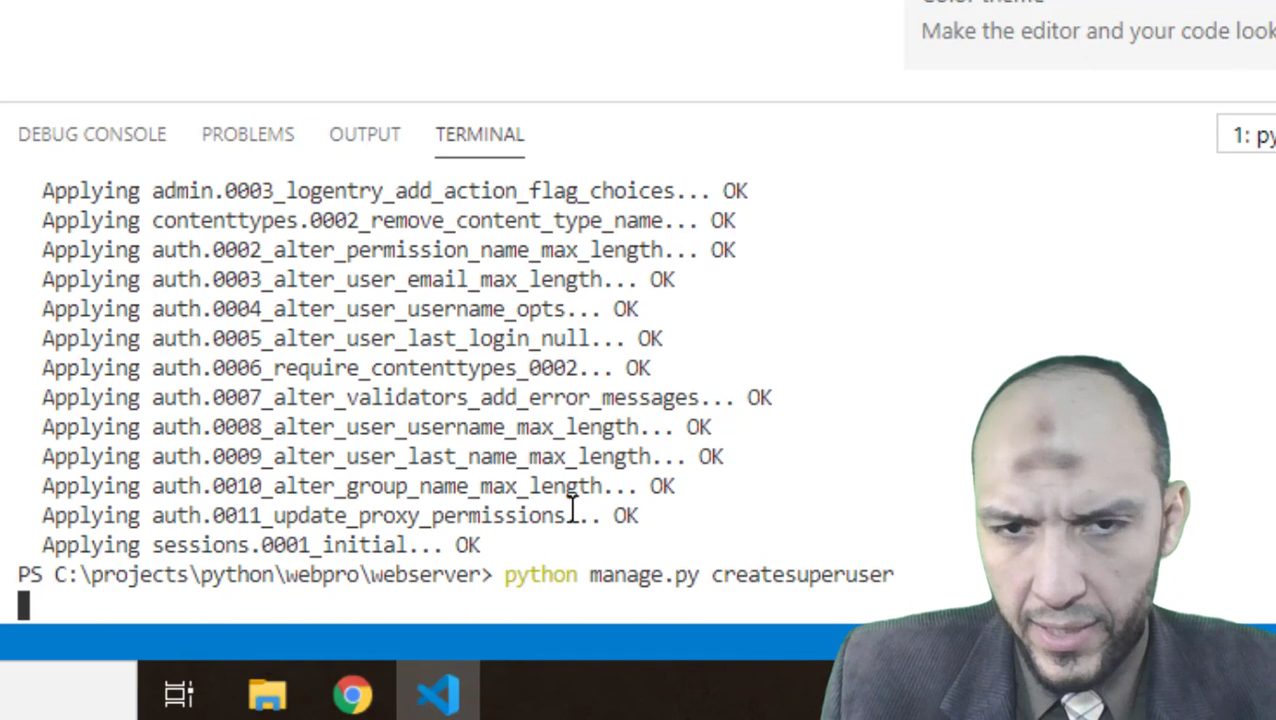 Make the editor and your code look
DEBUG CONSOLE PROBLEMS OUTPUT TERMINAL
1: py
Applying admin.0003_logentry_add_action_flag_choices... OK
Applying contenttypes.0002_remove_content_type_name... OK
Applying auth.0002_alter_permission_name_max_length... OK
Applying auth.0003_alter_user_email_max_length... OK
Applying auth.0004_alter_user_username_opts... OK
Applying auth.0005_alter_user_last_login_null... OK
Applying auth.0006_require_contenttypes_0002... OK
Applying auth.0007_alter_validators_add_error_messages... OK
Applying auth.0008_alter_user_username_max_length... OK
Applying auth.0009_alter_user_last_name_max_length... OK
Applying auth.0010_alter_group_name_max_length... OK
Applying auth.0011_update_proxy_permissions... OK
Applying sessions.0001_initial... OK
PS C:\projects\python\webpro\webserver> python manage.py createsuperuser